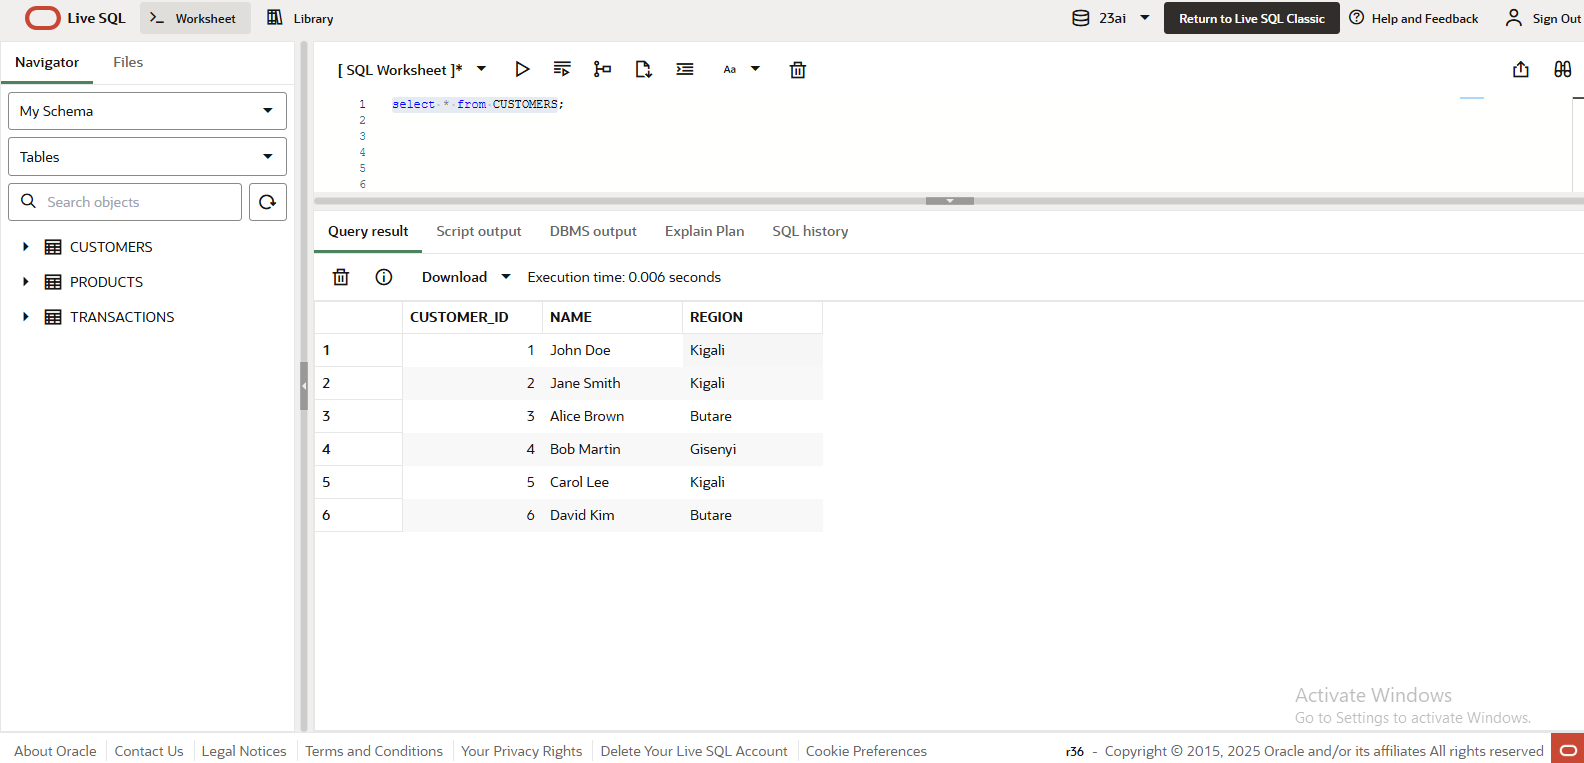 Live SQL
Worksheet
Library
23ai
Return to Live SQL Classic
Help and Feedback
Sign Out
Navigator
Files
My Schema
Tables
Search objects
CUSTOMERS
PRODUCTS
TRANSACTIONS
[ SQL Worksheet ]*
Aa
1 select * from CUSTOMERS;
2
3
4
5
6
Query result
Script output
DBMS output
Explain Plan
SQL history
Download
Execution time: 0.006 seconds
CUSTOMER_ID NAME REGION
1 1 John Doe Kigali
2 2 Jane Smith Kigali
3 3 Alice Brown Butare
4 4 Bob Martin Gisenyi
5 5 Carol Lee Kigali
6 6 David Kim Butare
Activate Windows
Go to Settings to activate Windows.
About Oracle
Contact Us
Legal Notices
Terms and Conditions
Your Privacy Rights
Delete Your Live SQL Account
Cookie Preferences
r36 - Copyright © 2015, 2025 Oracle and/or its affiliates All rights reserved